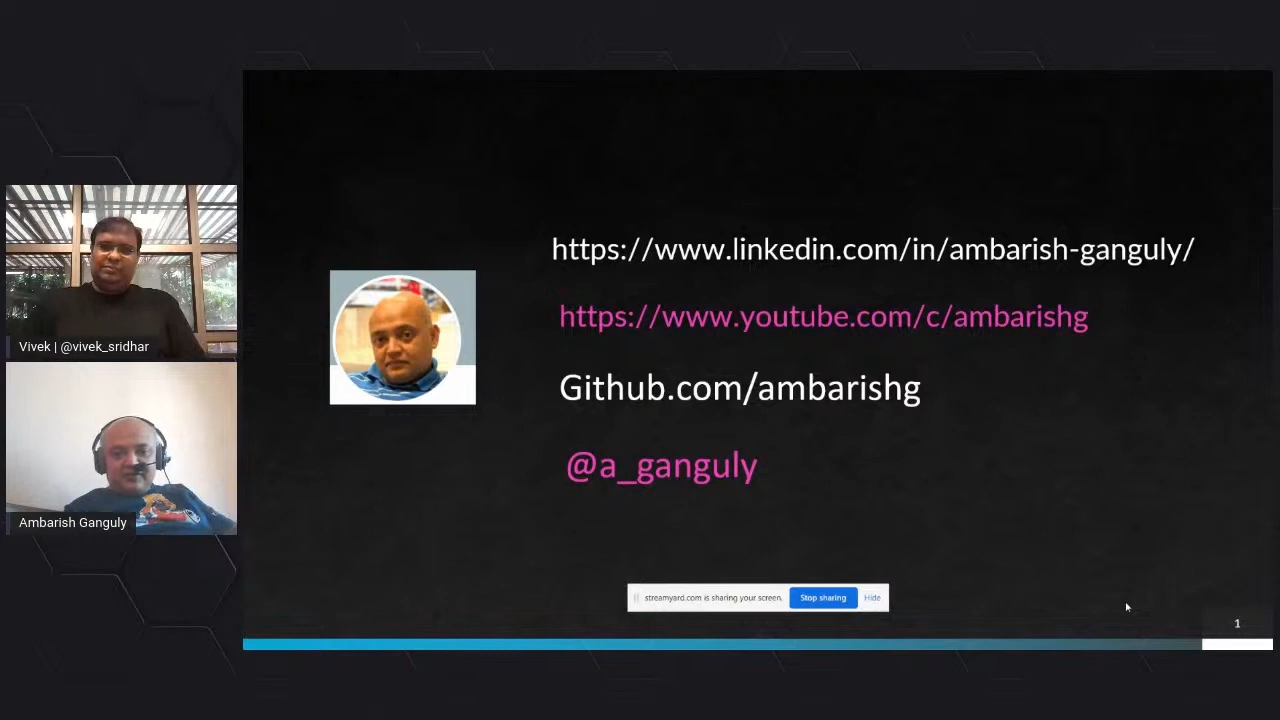 https://www.linkedin.com/in/ambarish-ganguly/
https://www.youtube.com/c/ambarishg
Github.com/ambarishg
@a_ganguly
Vivek | @vivek_sridhar
Ambarish Ganguly
streamyard.com is sharing your screen. Stop sharing Hide
1